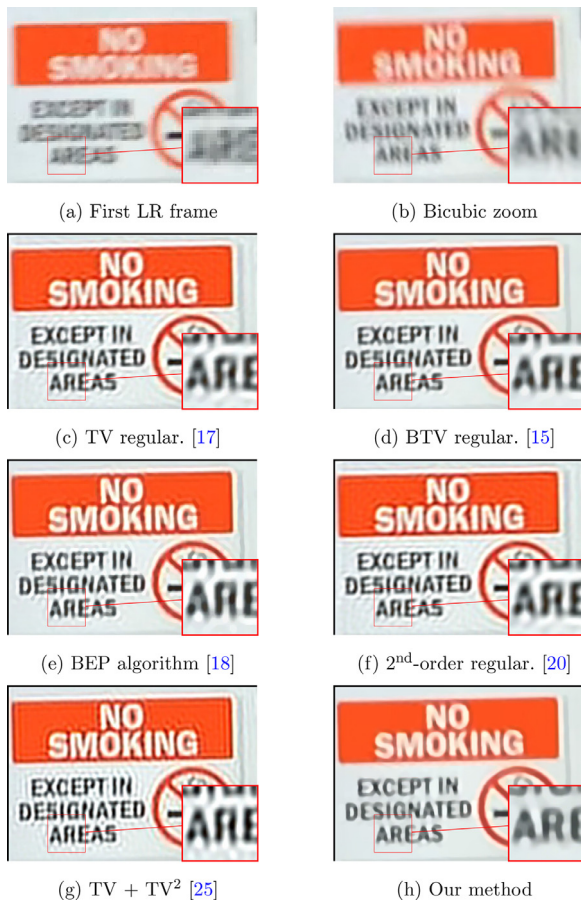 NO
SMOKING
EXCEPT IN
DESIGNATED
AREAS
ARE
(a) First LR frame
NO
SMOKING
EXCEPT IN
DESIGNATED
AREAS
ARE
(b) Bicubic zoom
NO
SMOKING
EXCEPT IN
DESIGNATED
AREAS
ARE
(c) TV regular. [17]
NO
SMOKING
EXCEPT IN
DESIGNATED
AREAS
ARE
(d) BTV regular. [15]
NO
SMOKING
EXCEPT IN
DESIGNATED
AREAS
ARE
(e) BEP algorithm [18]
NO
SMOKING
EXCEPT IN
DESIGNATED
AREAS
ARE
(f) 2nd-order regular. [20]
NO
SMOKING
EXCEPT IN
DESIGNATED
AREAS
ARE
(g) TV + TV² [25]
NO
SMOKING
EXCEPT IN
DESIGNATED
AREAS
ARE
(h) Our method